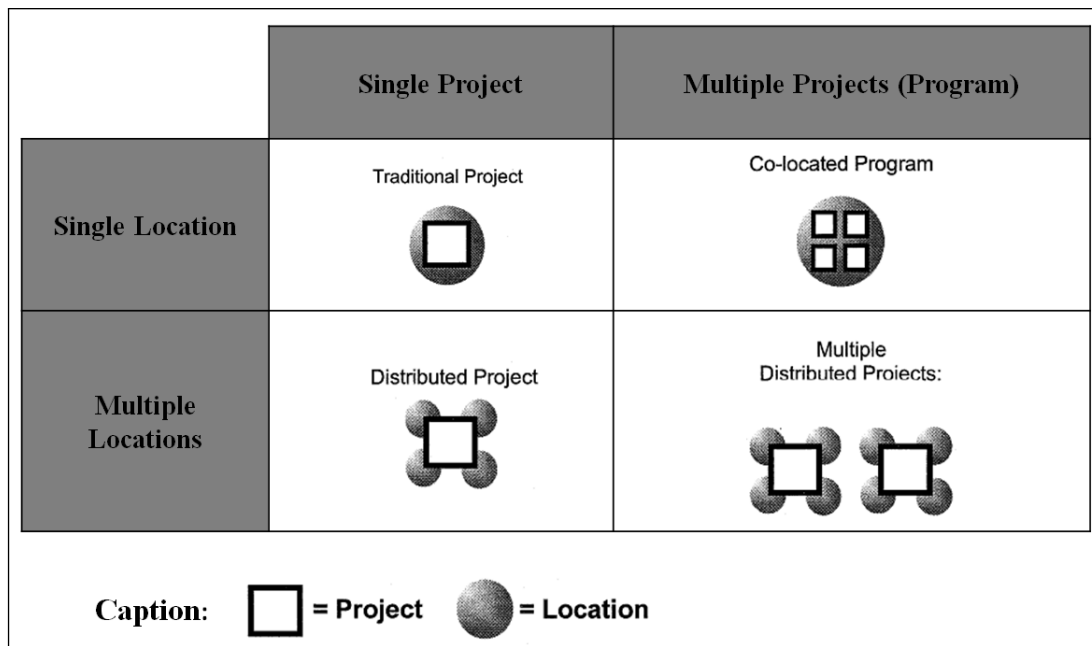 Single Project
Multiple Projects (Program)
Single Location
Traditional Project
Co-located Program
Multiple
Locations
Distributed Project
Multiple
Distributed Projects:
Caption:
= Project
= Location